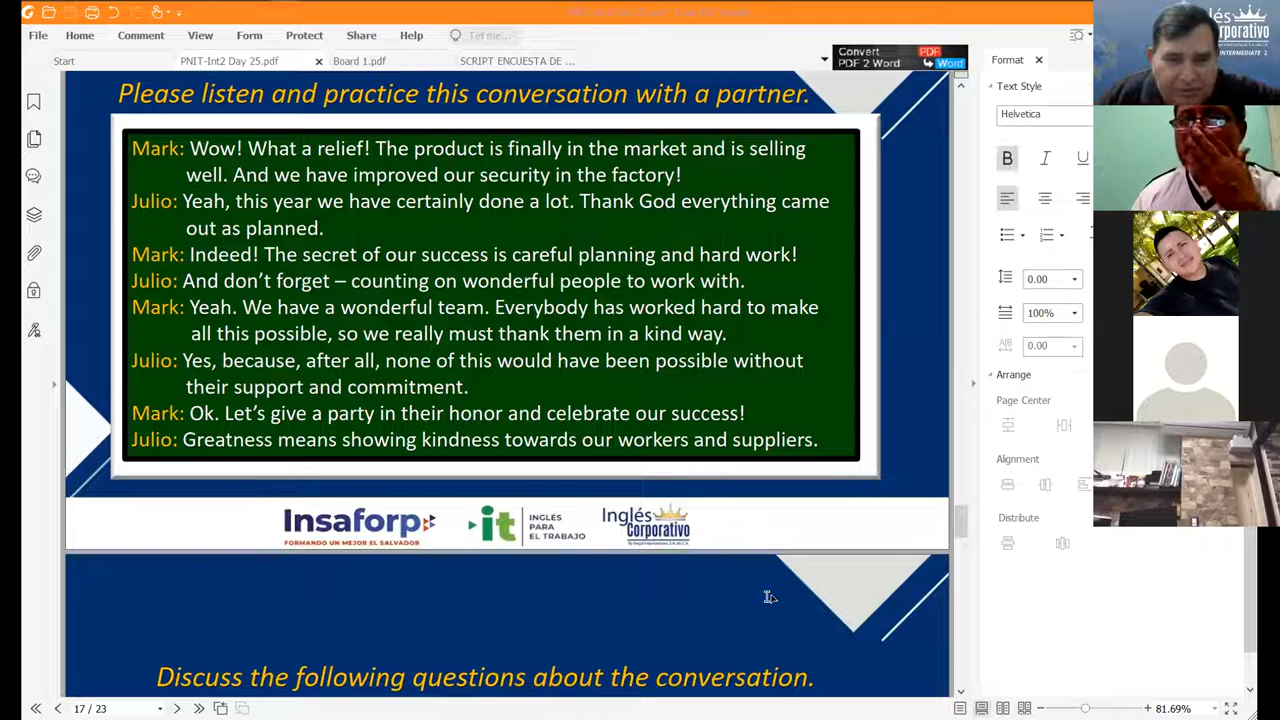 File Home Comment View Form Protect Share Help Tell me...
Start PNIT-Int2 Day 25.pdf Board 1.pdf SCRIPT ENCUESTA DE ...
Convert PDF
PDF 2 Word Word
Format
Text Style
Helvetica
B I U
0.00
100%
0.00
Arrange
Page Center
Alignment
Distribute
INTERMEDIATE 2
Please listen and practice this conversation with a partner.
Mark: Wow! What a relief! The product is finally in the market and is selling
well. And we have improved our security in the factory!
Julio: Yeah, this year we have certainly done a lot. Thank God everything came
out as planned.
Mark: Indeed! The secret of our success is careful planning and hard work!
Julio: And don't forget – counting on wonderful people to work with.
Mark: Yeah. We have a wonderful team. Everybody has worked hard to make
all this possible, so we really must thank them in a kind way.
Julio: Yes, because, after all, none of this would have been possible without
their support and commitment.
Mark: Ok. Let's give a party in their honor and celebrate our success!
Julio: Greatness means showing kindness towards our workers and suppliers.
Insaforp
FORMANDO UN MEJOR EL SALVADOR
it
INGLÉS
PARA
EL TRABAJO
Inglés
Corporativo
Discuss the following questions about the conversation.
17 / 23
81.69%